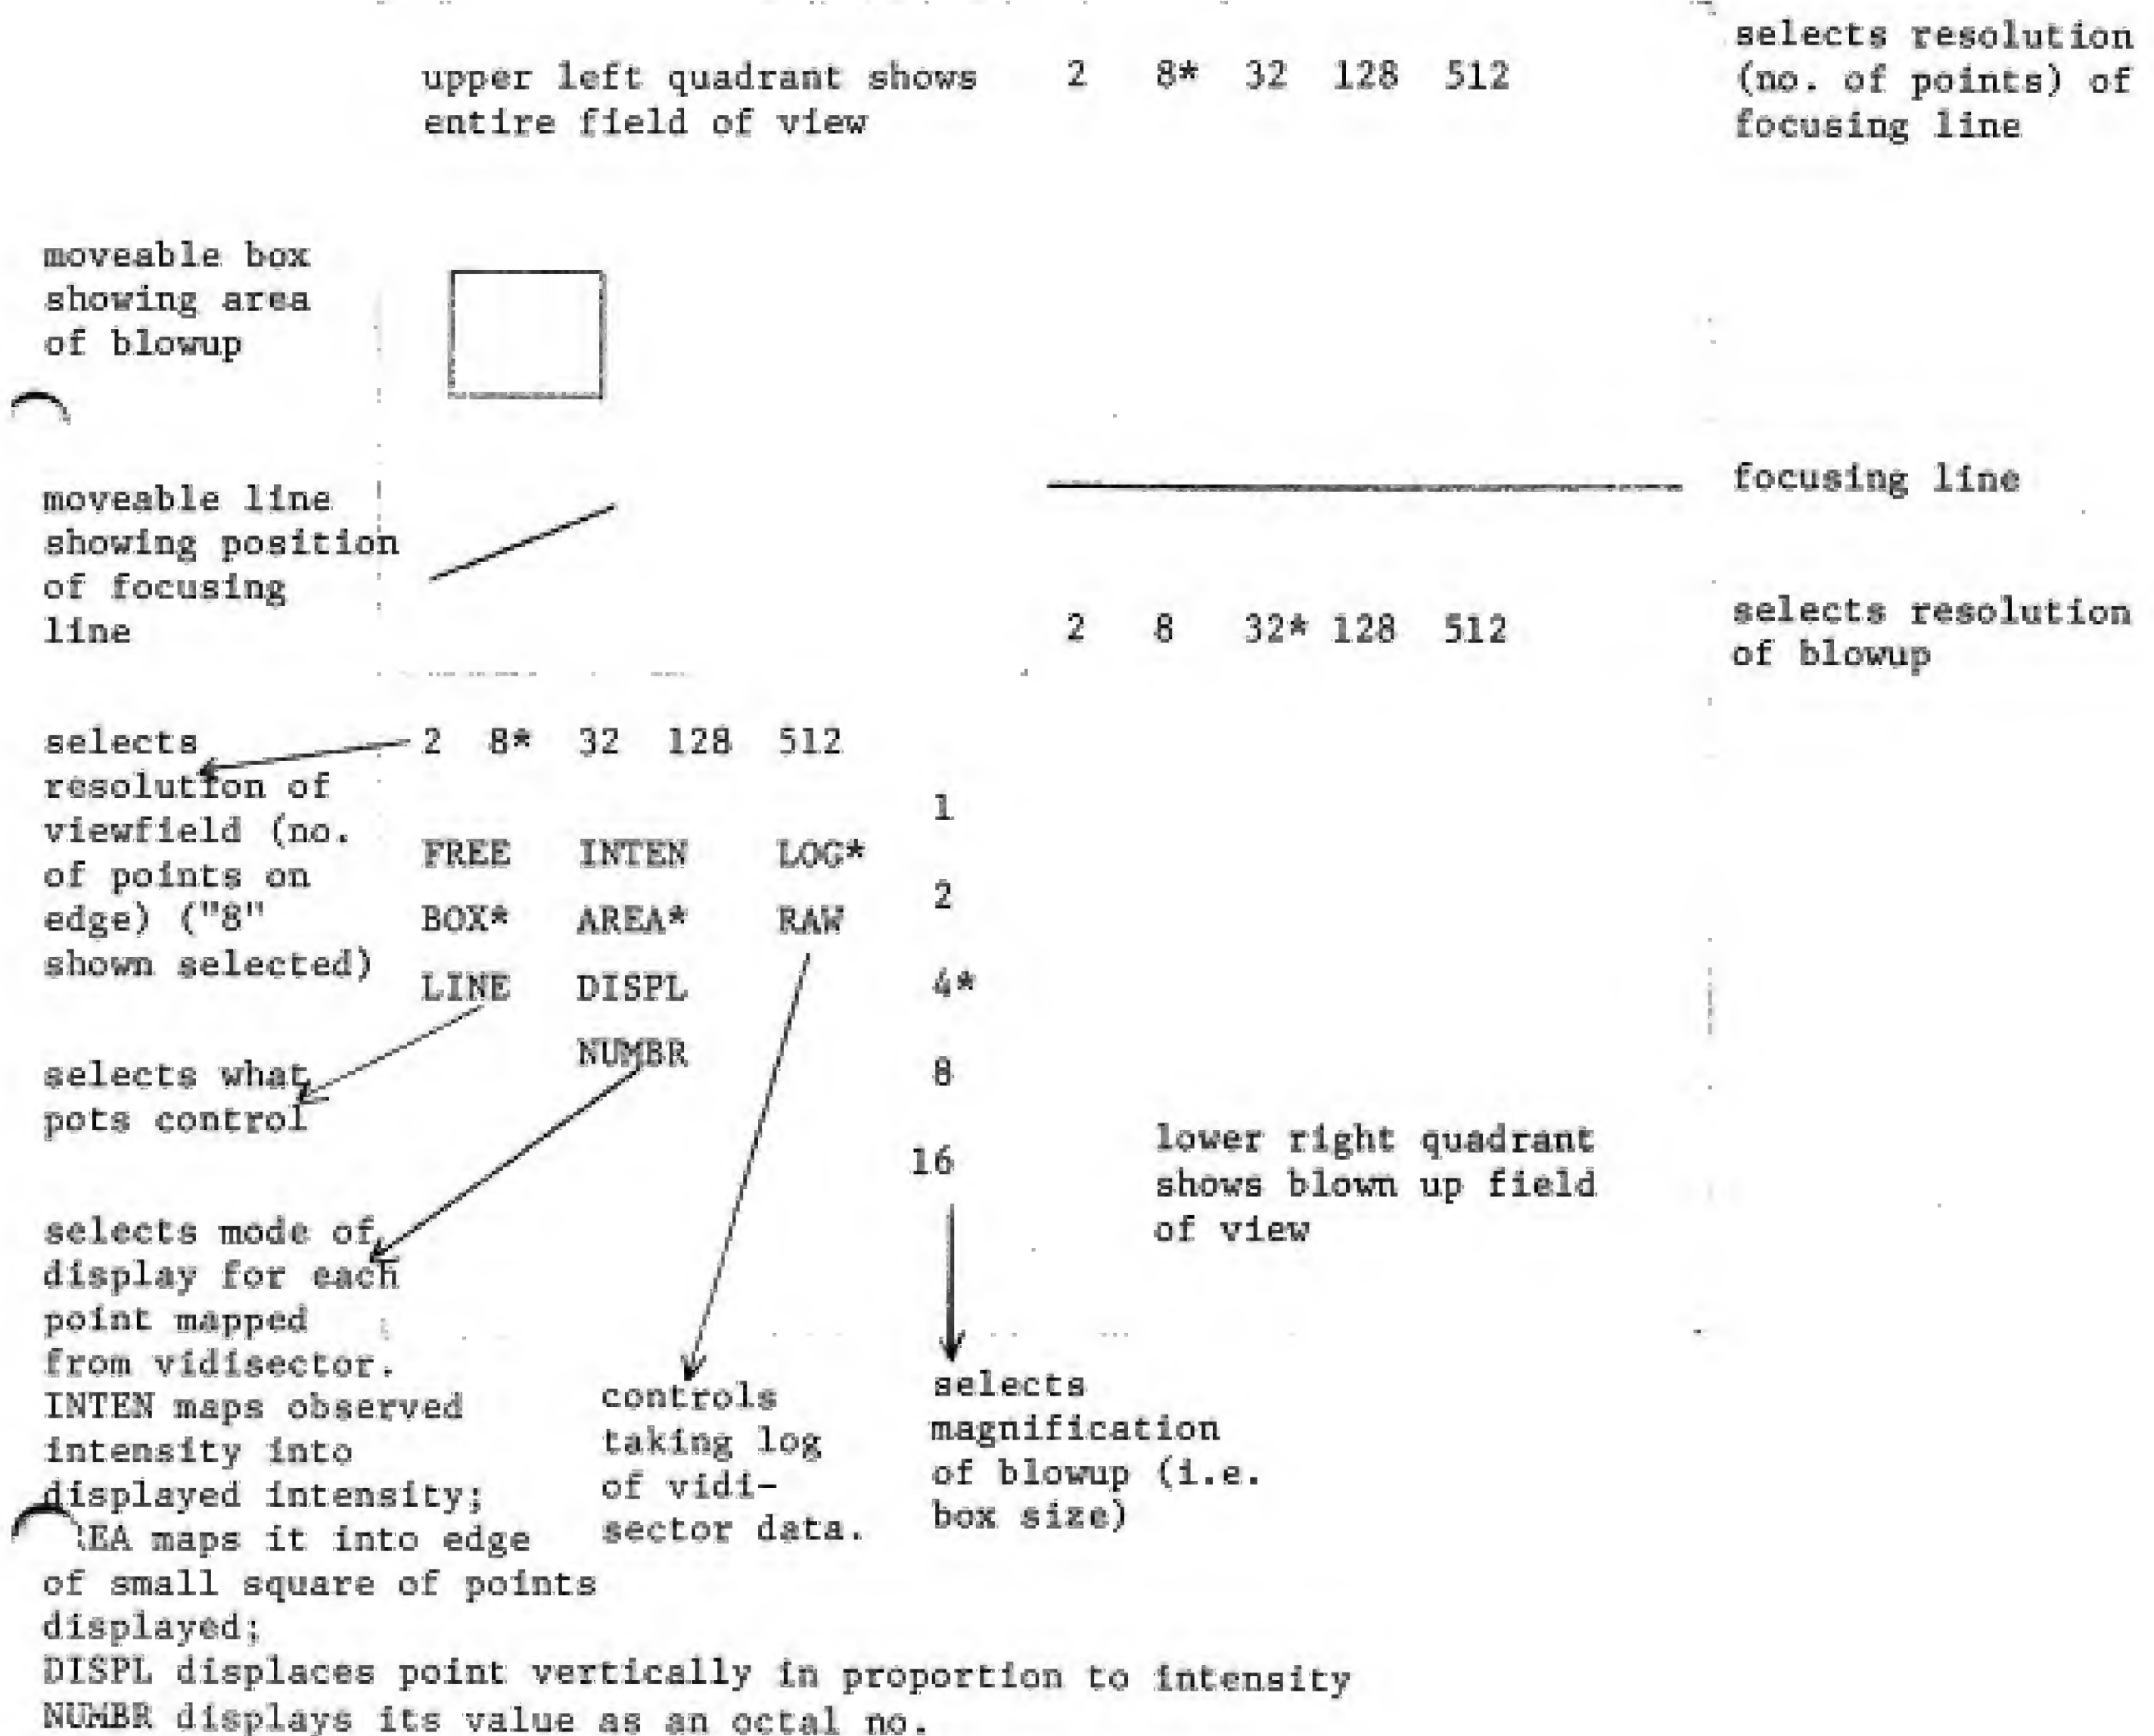 upper left quadrant shows
entire field of view
2 8* 32 128 512
selects resolution
(no. of points) of
focusing line
moveable box
showing area
of blowup
moveable line
showing position
of focusing
line
focusing line
2 8 32* 128 512
selects resolution
of blowup
selects
resolution of
viewfield (no.
of points on
edge) ("8"
shown selected)
2 8* 32 128 512
FREE INTEN LOG*
BOX* AREA* RAW
LINE DISPL
NUMBR
1
2
4*
8
16
selects what
pots control
lower right quadrant
shows blown up field
of view
selects mode of
display for each
point mapped
from vidisector.
INTEN maps observed
intensity into
displayed intensity;
EA maps it into edge
of small square of points
displayed;
DISPL displaces point vertically in proportion to intensity
NUMBR displays its value as an octal no.
controls
taking log
of vidi-
sector data.
selects
magnification
of blowup (i.e.
box size)